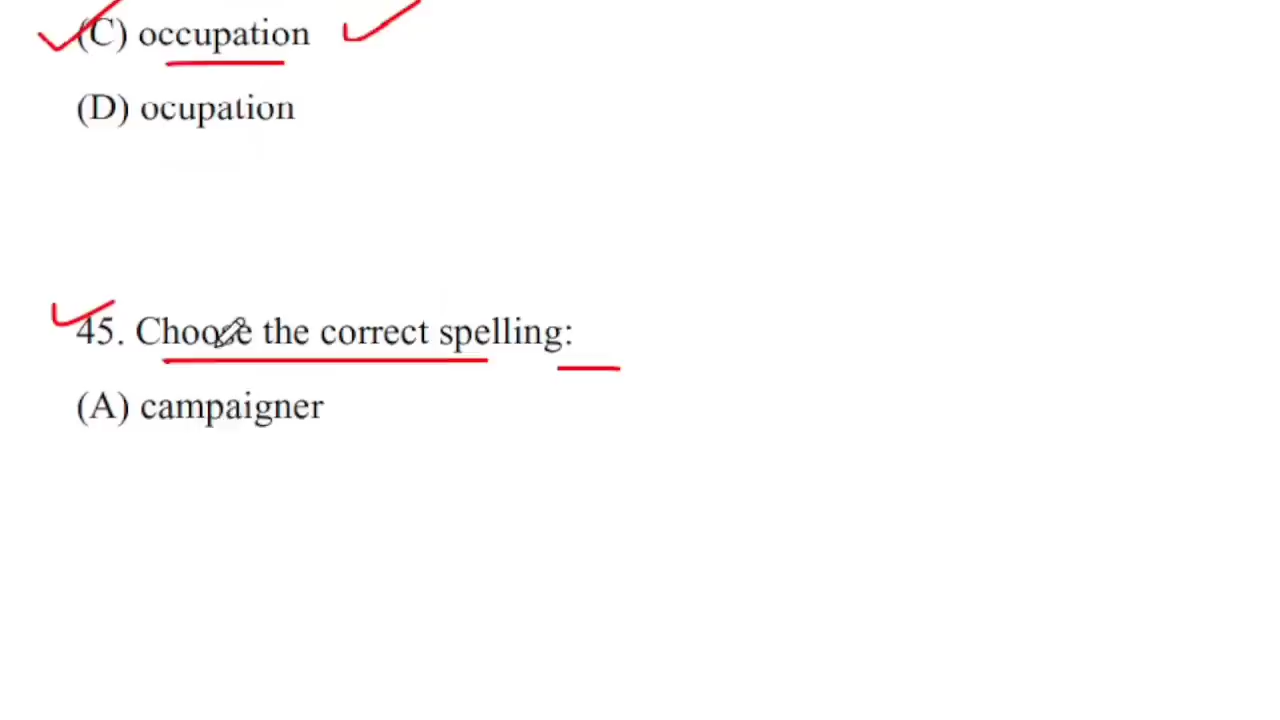 (C) occupation
(D) ocupation
45. Choose the correct spelling:
(A) campaigner